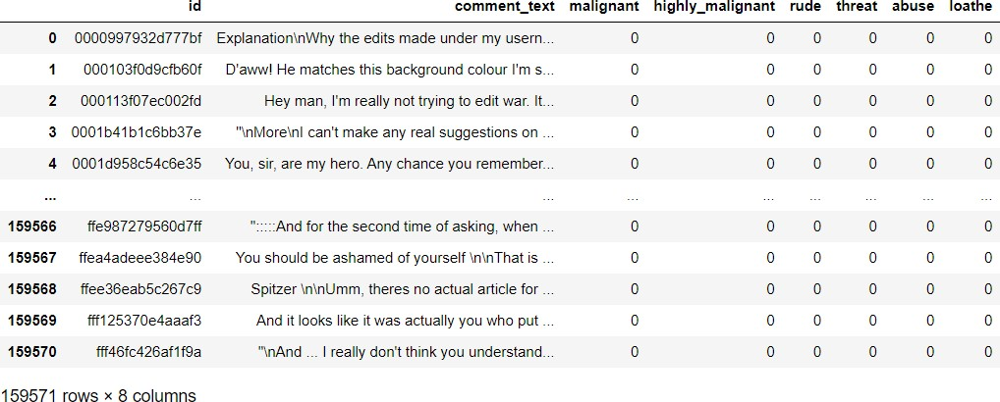 id comment_text malignant highly_malignant rude threat abuse loathe
0 0000997932d777bf Explanation\nWhy the edits made under my usern... 0 0 0 0 0 0
1 000103f0d9cfb60f D'aww! He matches this background colour I'm s... 0 0 0 0 0 0
2 000113f07ec002fd Hey man, I'm really not trying to edit war. It... 0 0 0 0 0 0
3 0001b41b1c6bb37e "\nMore\nI can't make any real suggestions on ... 0 0 0 0 0 0
4 0001d958c54c6e35 You, sir, are my hero. Any chance you remember... 0 0 0 0 0 0
... ... ... ... ... ... ... ... ...
159566 ffe987279560d7ff ":::::And for the second time of asking, when ... 0 0 0 0 0 0
159567 ffea4adeee384e90 You should be ashamed of yourself \n\nThat is ... 0 0 0 0 0 0
159568 ffee36eab5c267c9 Spitzer \n\nUmm, theres no actual article for ... 0 0 0 0 0 0
159569 fff125370e4aaaf3 And it looks like it was actually you who put ... 0 0 0 0 0 0
159570 fff46fc426af1f9a "\nAnd ... I really don't think you understand... 0 0 0 0 0 0
159571 rows × 8 columns